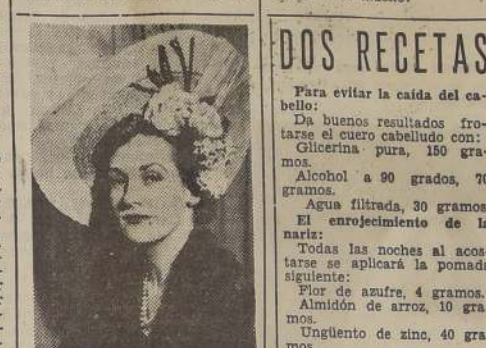 DOS RECETAS
Para evitar la caída del ca-
bello:
Da buenos resultados fro-
tarse el cuero cabelludo con:
Glicerina pura, 150 gra-
mos.
Alcohol a 90 grados, 70
gramos.
Agua filtrada, 30 gramos
El enrojecimiento de la
nariz:
Todas las noches al acos-
tarse se aplicará la pomada
siguiente:
Flor de azufre, 4 gramos.
Almidón de arroz, 10 gra
mos.
Ungüento de zinc, 40 gra
mos